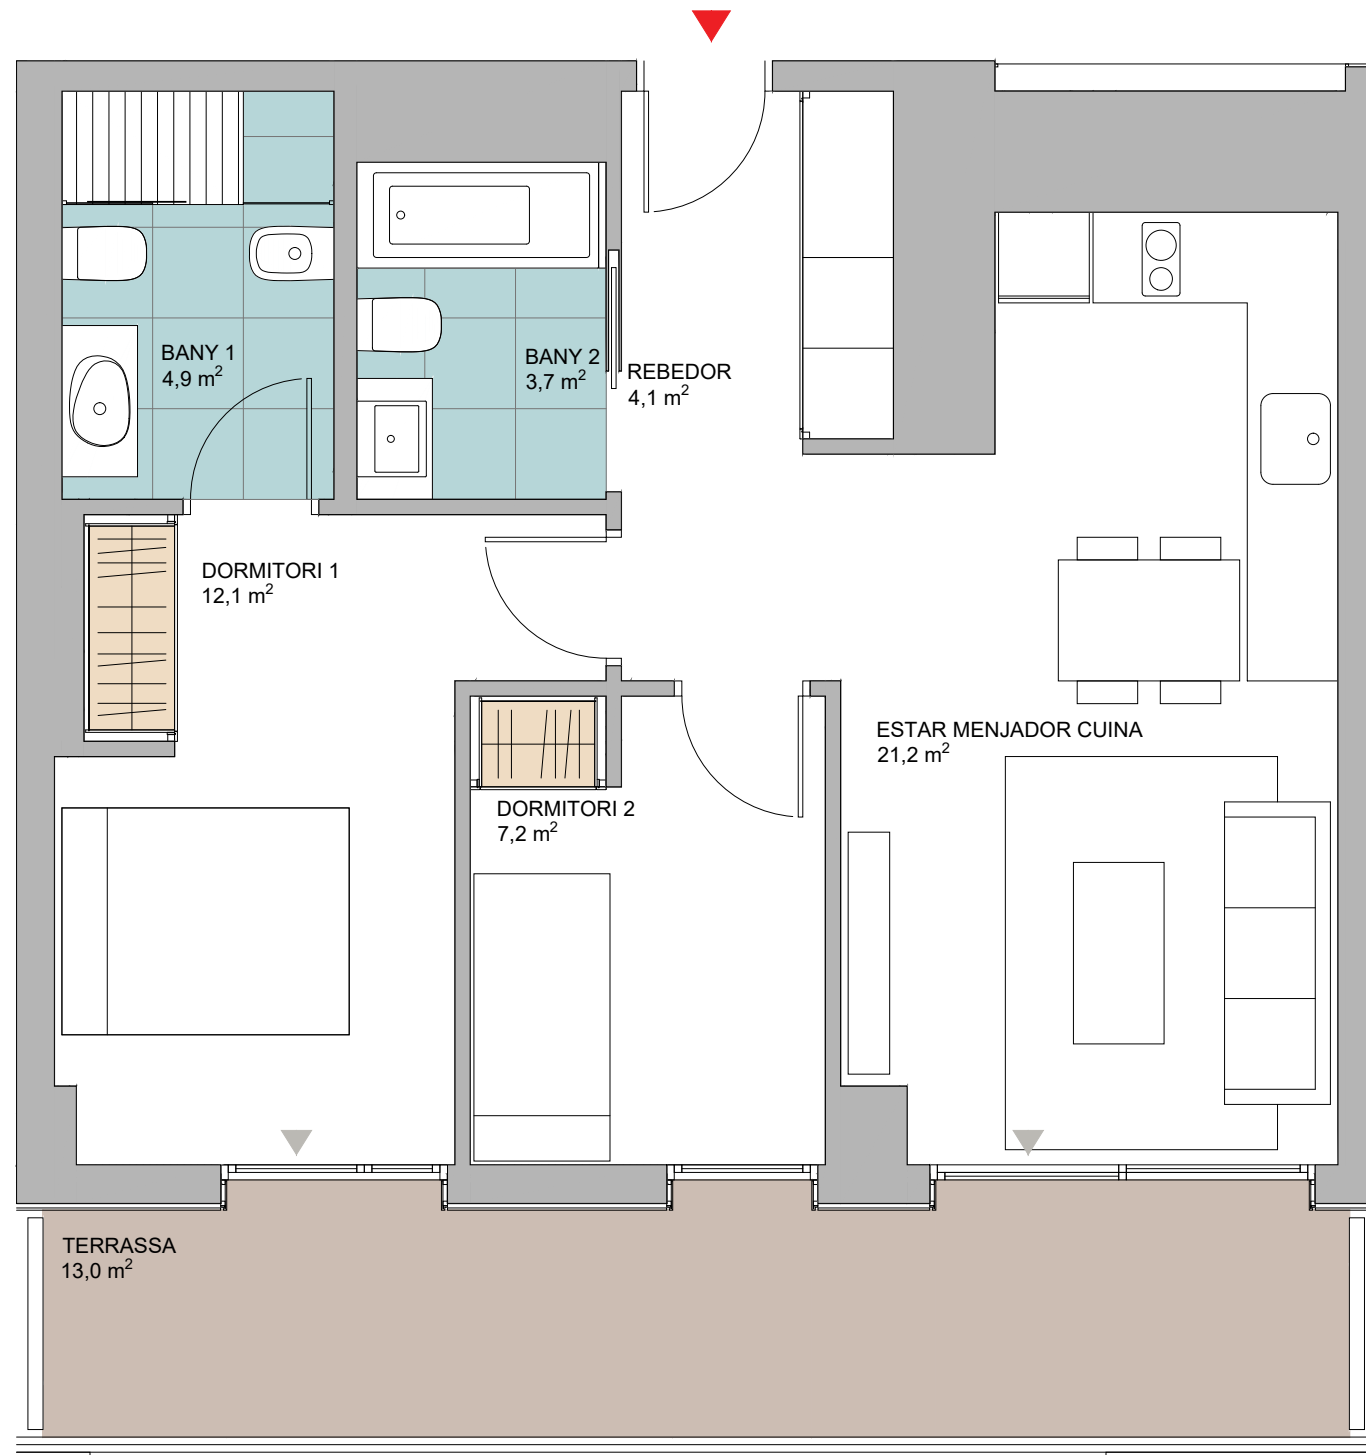 BANY 1
4,9 m²
BANY 2
3,7 m²
REBEDOR
4,1 m²
DORMITORI 1
12,1 m²
ESTAR MENJADOR CUINA
21,2 m²
DORMITORI 2
7,2 m²
TERRASSA
13,0 m²